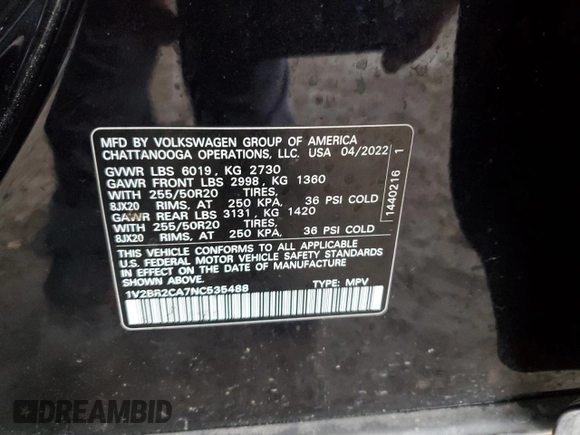 MFD BY VOLKSWAGEN GROUP OF AMERICA
CHATTANOOGA OPERATIONS, LLC. USA 04/2022
GVWR LBS 6019, KG 2730
GAWR FRONT LBS 2998, KG 1360
WITH 255/50R20 TIRES,
8JX20 RIMS, AT 250 KPA, 36 PSI COLD
GAWR REAR LBS 3131, KG 1420
WITH 255/50R20 TIRES,
8JX20 RIMS, AT 250 KPA, 36 PSI COLD
THIS VEHICLE CONFORMS TO ALL APPLICABLE
U.S. FEDERAL MOTOR VEHICLE SAFETY STANDARDS
IN EFFECT ON THE DATE OF MANUFACTURE
SHOWN ABOVE.
1V2BR2CA7NC535488 TYPE: MPV
1440216 1
DREAMBID